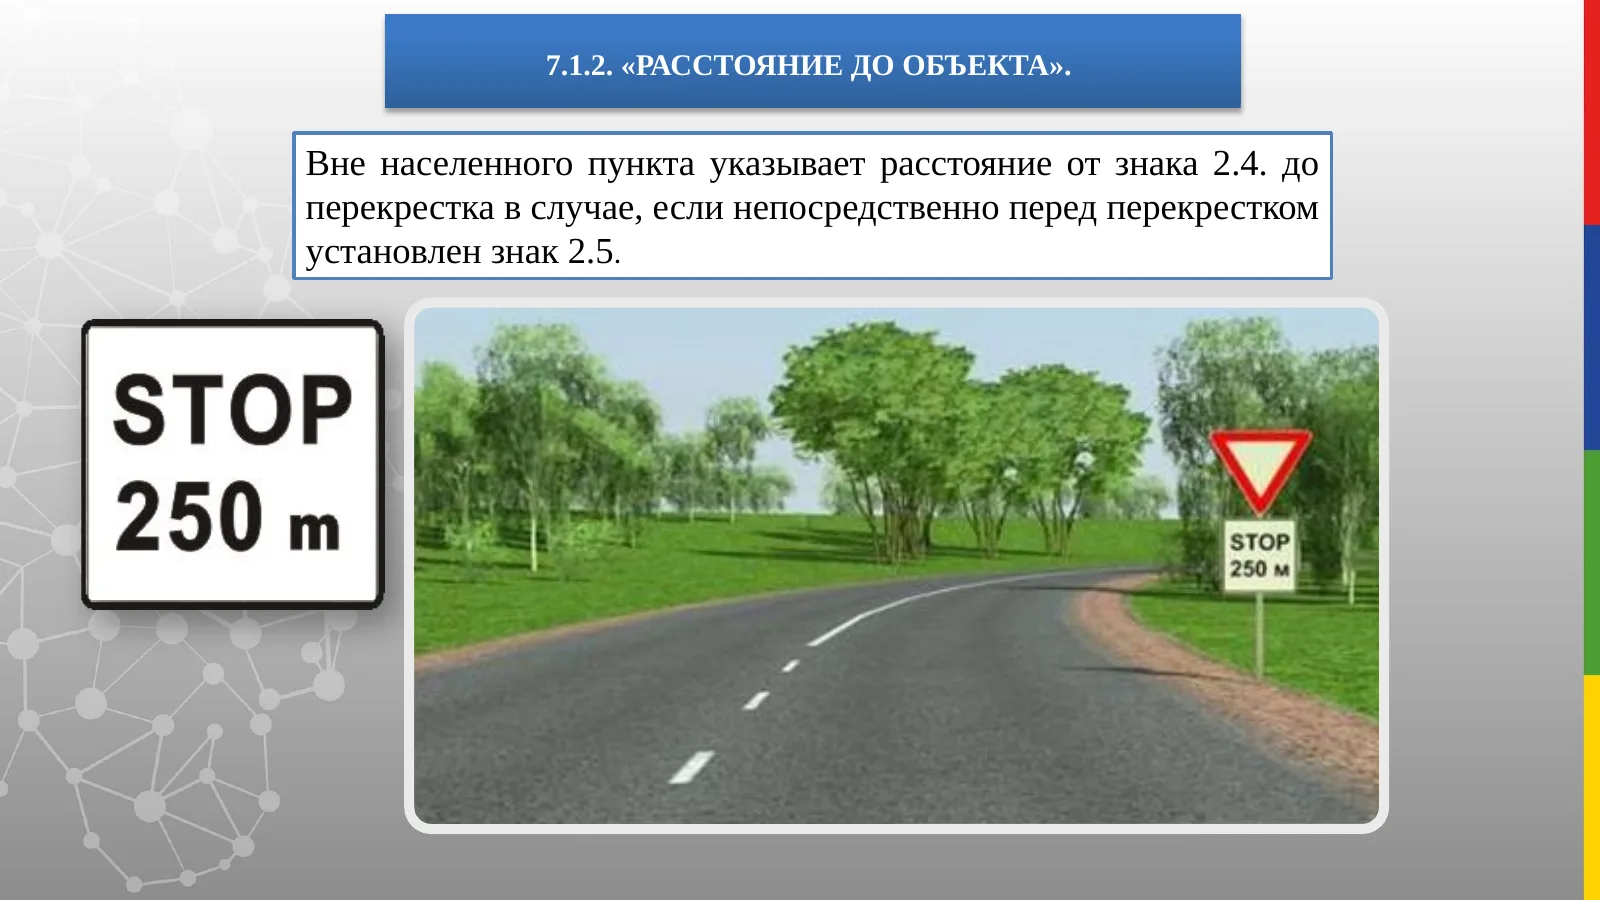 7.1.2. «РАССТОЯНИЕ ДО ОБЪЕКТА».
Вне населенного пункта указывает расстояние от знака 2.4. до
перекрестка в случае, если непосредственно перед перекрестком
установлен знак 2.5.
STOP
250 m
STOP
250 м